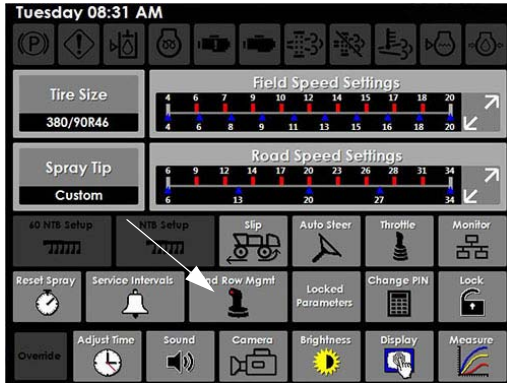 Tuesday 08:31 AM
(P)
Tire Size
380/90R46
Field Speed Settings
4 6 7 9 10 12 14 15 17 18 20
4 6 8 9 11 13 15 16 18 20
Spray Tip
Custom
Road Speed Settings
6 9 12 14 17 20 23 26 28 31 34
6 13 20 27 34
60 NTB Setup
NTB Setup
Slip
Auto Steer
Throttle
Monitor
Reset Spray
Service Intervals
nd Row Mgmt
Locked
Parameters
Change PIN
Lock
Override
Adjust Time
Sound
Camera
Brightness
Display
Measure